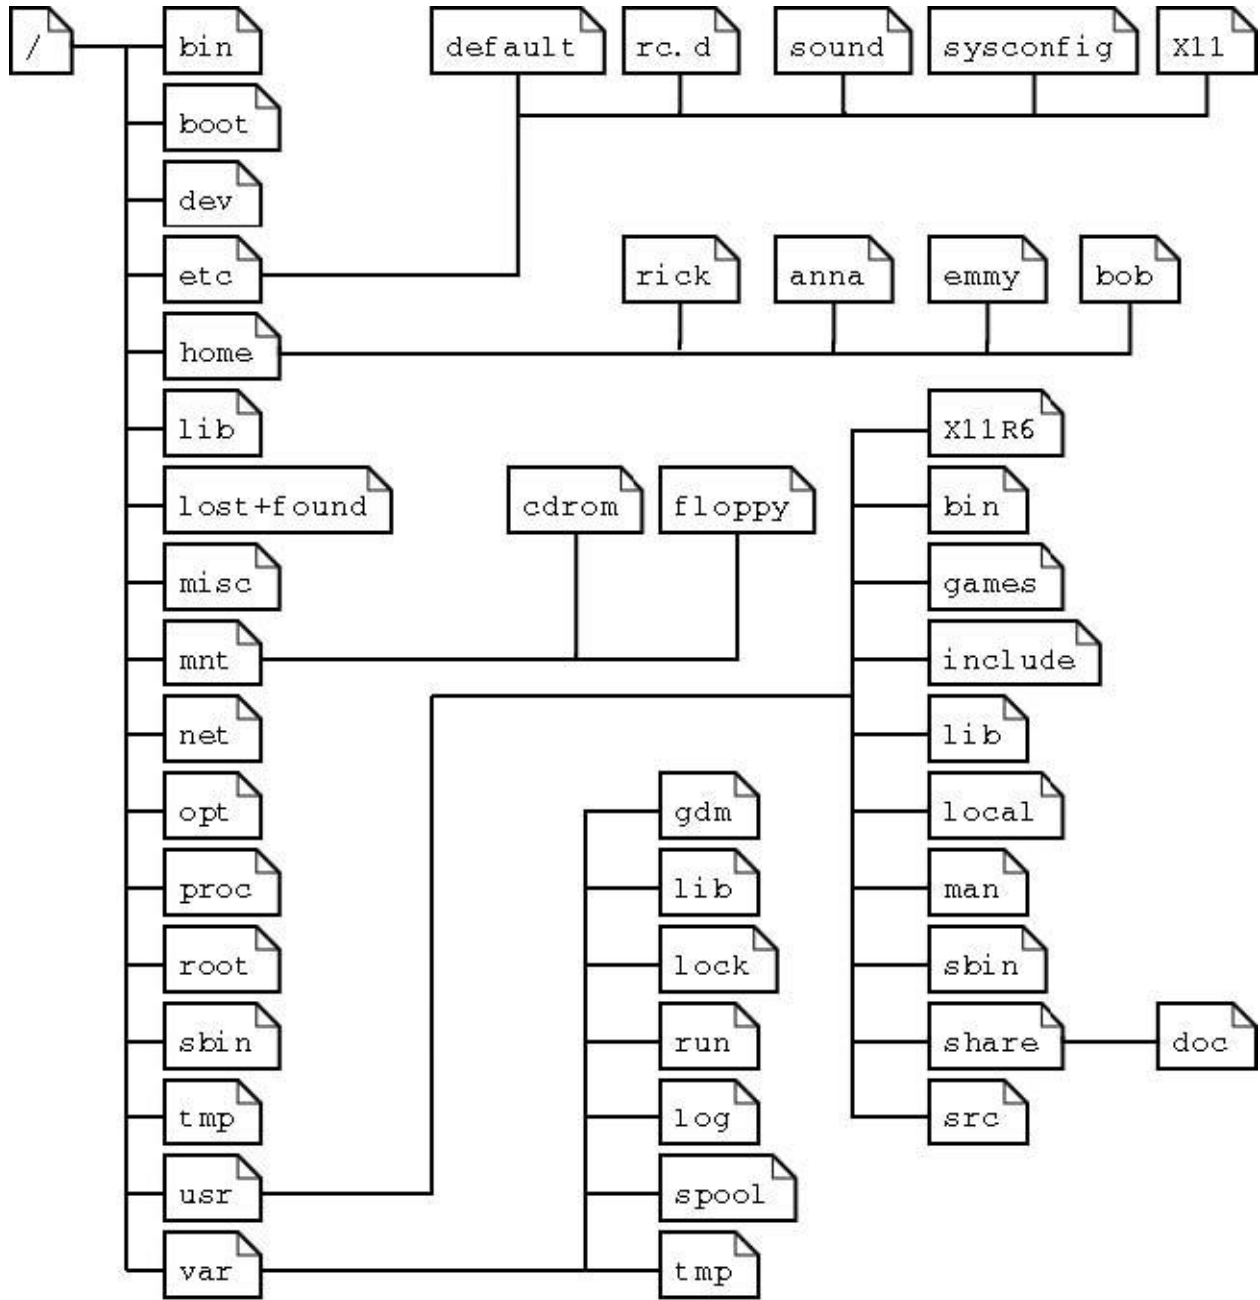 / bin default rc.d sound sysconfig X11
boot
dev
etc rick anna emmy bob
home
lib X11R6
lost+found cdrom floppy bin
misc games
mnt include
net lib
opt gdm local
proc lib man
root lock sbin
sbin run share doc
tmp log src
usr spool
var tmp